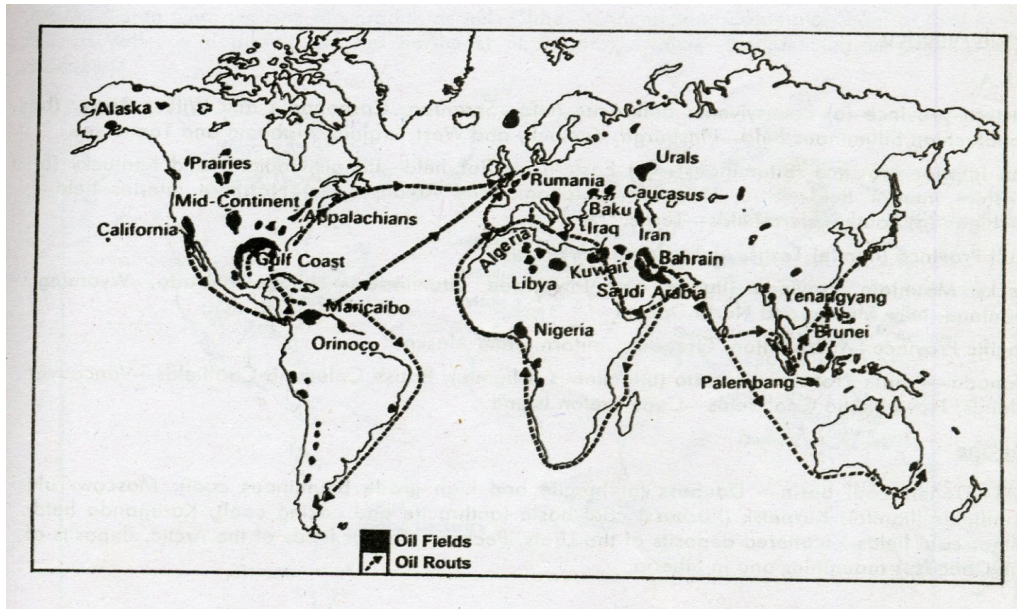 Alaska
Prairies
Mid-Continent
California
Appalachians
Gulf Coast
Maricaibo
Orinoco
Urals
Rumania
Caucasus
Baku
Iraq
Iran
Algeria
Kuwait
Bahrain
Libya
Saudi Arabia
Nigeria
Yenangyang
Brunei
Palembang
Oil Fields
Oil Routs